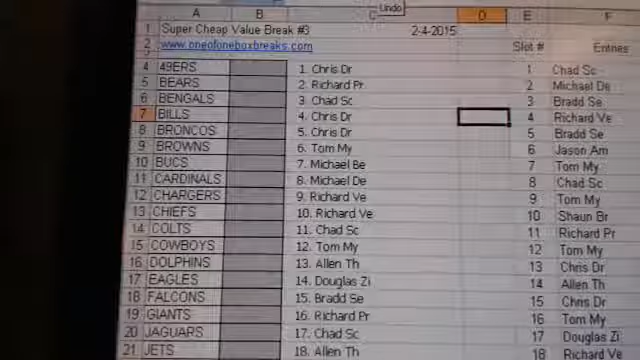 Undo
A B C D E F
1 Super Cheap Value Break #3 2-4-2015
2 www.oneofoneboxbreaks.com Slot # Entries
4 49ERS 1. Chris Dr 1 Chad Sc
5 BEARS 2. Richard Pr 2 Michael De
6 BENGALS 3. Chad Sc 3 Bradd Se
7 BILLS 4. Chris Dr 4 Richard Ve
8 BRONCOS 5. Chris Dr 5 Bradd Se
9 BROWNS 6. Tom My 6 Jason Am
10 BUCS 7. Michael Be 7 Tom My
11 CARDINALS 8. Michael De 8 Chad Sc
12 CHARGERS 9. Richard Ve 9 Tom My
13 CHIEFS 10. Richard Ve 10 Shaun Br
14 COLTS 11. Chad Sc 11 Richard Pr
15 COWBOYS 12. Tom My 12 Tom My
16 DOLPHINS 13. Allen Th 13 Chris Dr
17 EAGLES 14. Douglas Zi 14 Allen Th
18 FALCONS 15. Bradd Se 15 Chris Dr
19 GIANTS 16. Richard Pr 16 Tom My
20 JAGUARS 17. Chad Sc 17 Douglas Zi
21 JETS 18. Allen Th 18 Richard Ve